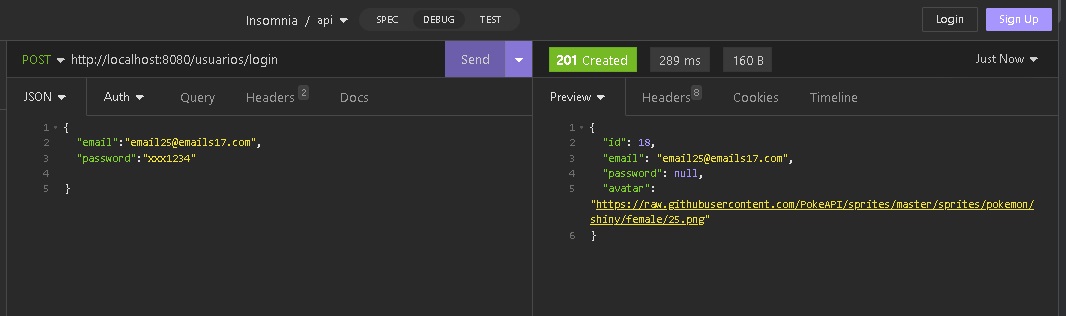 Insomnia / api SPEC DEBUG TEST Login Sign Up
POST http://localhost:8080/usuarios/login Send 201 Created 289 ms 160 B Just Now
JSON Auth Query Headers 2 Docs Preview Headers 8 Cookies Timeline
1 {
2 "email":"email25@emails17.com",
3 "password":"xxx1234"
4
5 }
1 {
2 "id": 18,
3 "email": "email25@emails17.com",
4 "password": null,
5 "avatar":
"https://raw.githubusercontent.com/PokeAPI/sprites/master/sprites/pokemon/
shiny/female/25.png"
6 }